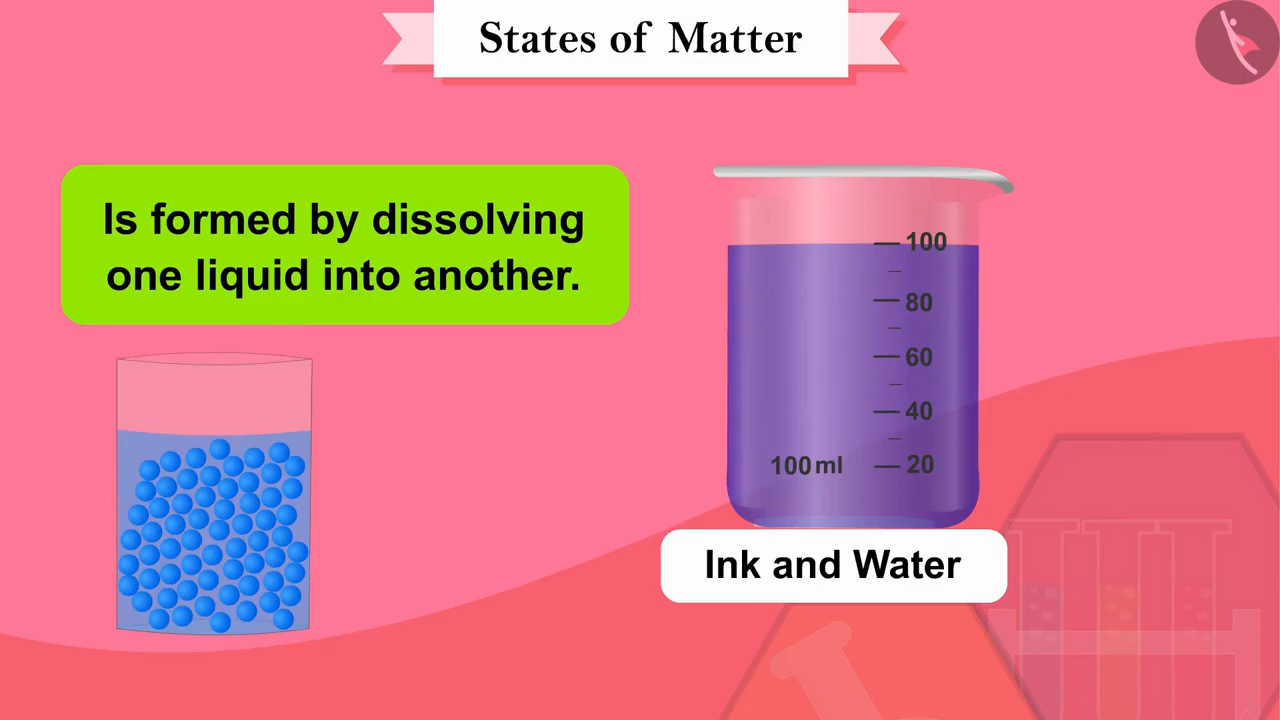 States of Matter
Is formed by dissolving
one liquid into another.
100
80
60
40
100 ml
20
Ink and Water